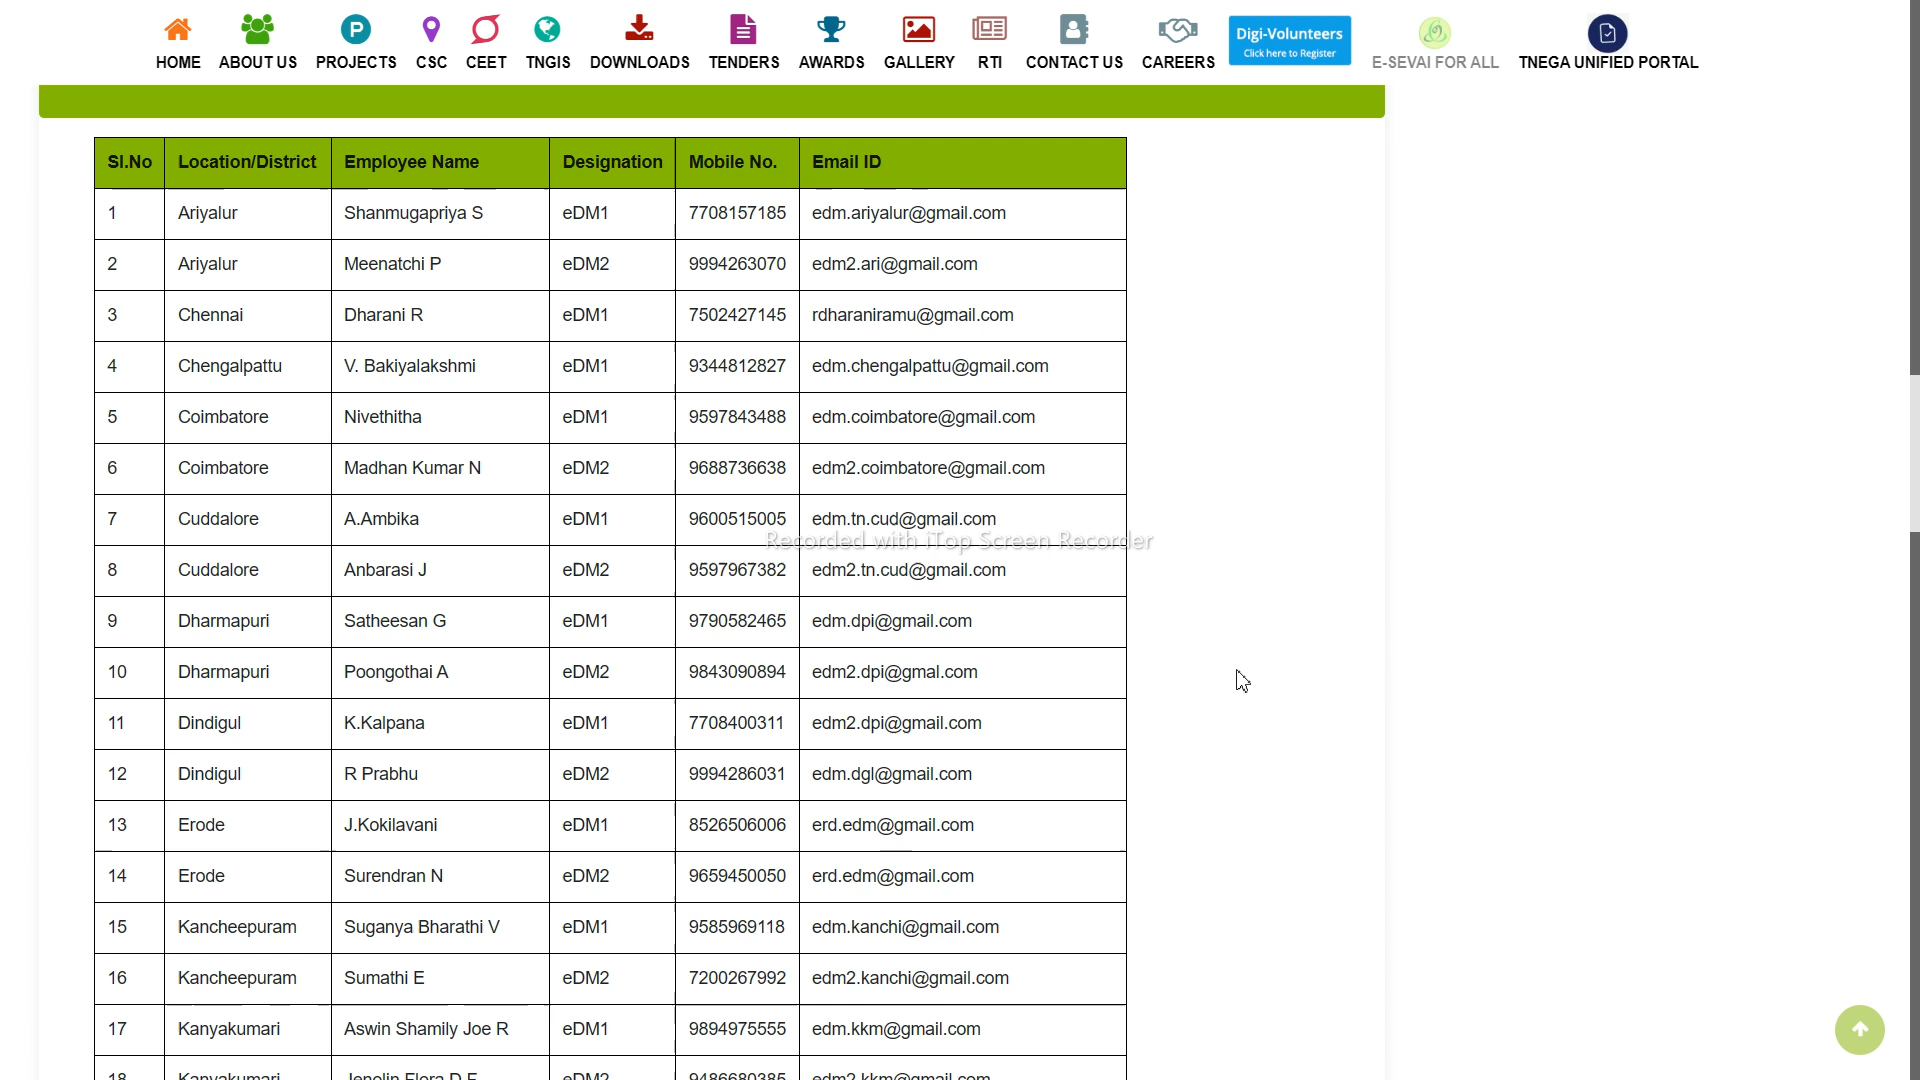 HOME ABOUT US PROJECTS CSC CEET TNGIS DOWNLOADS TENDERS AWARDS GALLERY RTI CONTACT US CAREERS Digi-Volunteers Click here to Register E-SEVAI FOR ALL TNEGA UNIFIED PORTAL
Sl.No Location/District Employee Name Designation Mobile No. Email ID
1 Ariyalur Shanmugapriya S eDM1 7708157185 edm.ariyalur@gmail.com
2 Ariyalur Meenatchi P eDM2 9994263070 edm2.ari@gmail.com
3 Chennai Dharani R eDM1 7502427145 rdharaniramu@gmail.com
4 Chengalpattu V. Bakiyalakshmi eDM1 9344812827 edm.chengalpattu@gmail.com
5 Coimbatore Nivethitha eDM1 9597843488 edm.coimbatore@gmail.com
6 Coimbatore Madhan Kumar N eDM2 9688736638 edm2.coimbatore@gmail.com
7 Cuddalore A.Ambika eDM1 9600515005 edm.tn.cud@gmail.com
Recorded with iTop Screen Recorder
8 Cuddalore Anbarasi J eDM2 9597967382 edm2.tn.cud@gmail.com
9 Dharmapuri Satheesan G eDM1 9790582465 edm.dpi@gmail.com
10 Dharmapuri Poongothai A eDM2 9843090894 edm2.dpi@gmal.com
11 Dindigul K.Kalpana eDM1 7708400311 edm2.dpi@gmail.com
12 Dindigul R Prabhu eDM2 9994286031 edm.dgl@gmail.com
13 Erode J.Kokilavani eDM1 8526506006 erd.edm@gmail.com
14 Erode Surendran N eDM2 9659450050 erd.edm@gmail.com
15 Kancheepuram Suganya Bharathi V eDM1 9585969118 edm.kanchi@gmail.com
16 Kancheepuram Sumathi E eDM2 7200267992 edm2.kanchi@gmail.com
17 Kanyakumari Aswin Shamily Joe R eDM1 9894975555 edm.kkm@gmail.com
18 Kanyakumari eDM2 edm2.kkm@gmail.com